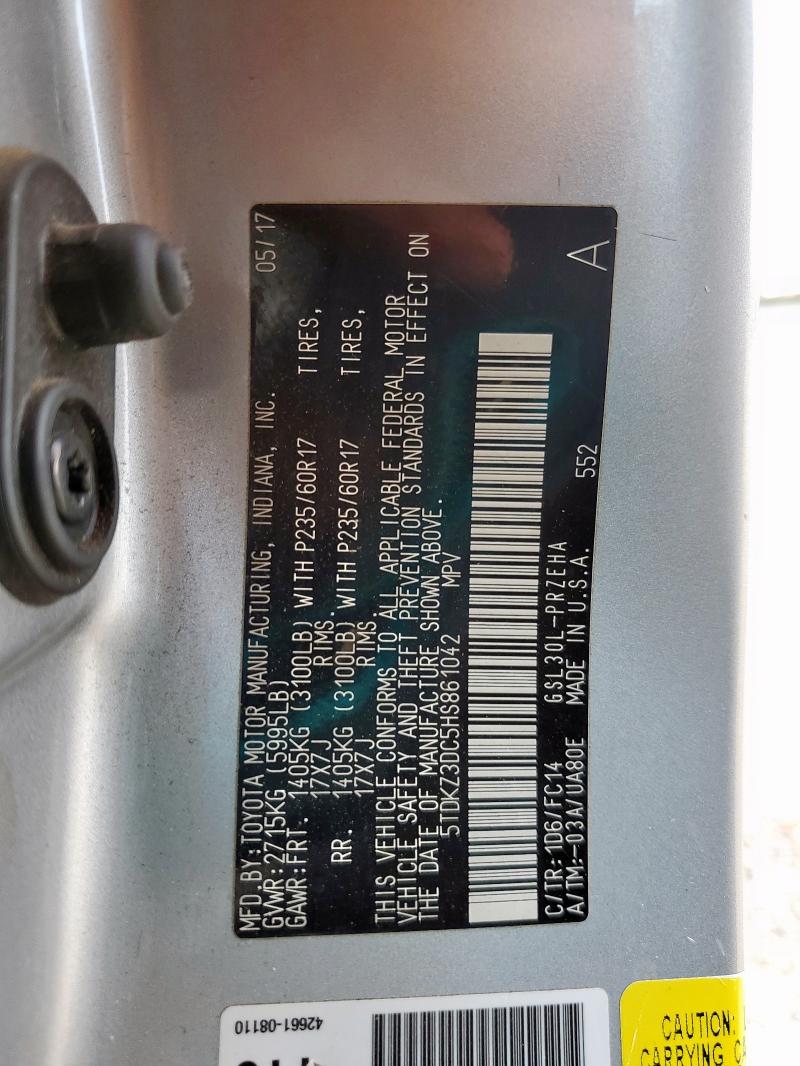 MFD.BY:TOYOTA MOTOR MANUFACTURING, INDIANA, INC. 05/17
GVWR:2715KG (5995LB)
GAWR:FRT. 1405KG (3100LB) WITH P235/60R17 TIRES,
17X7J RIMS.
RR. 1405KG (3100LB) WITH P235/60R17 TIRES,
17X7J RIMS.
THIS VEHICLE CONFORMS TO ALL APPLICABLE FEDERAL MOTOR
VEHICLE SAFETY AND THEFT PREVENTION STANDARDS IN EFFECT ON
THE DATE OF MANUFACTURE SHOWN ABOVE.
5TDKZ3DC5HS861042 MPV
C/TR:1D6/FC14 GSL30L-PRZEHA
A/TM:-03A/UA80E MADE IN U.S.A. 552 A
42661-08110
CAUTION:
CARRYING